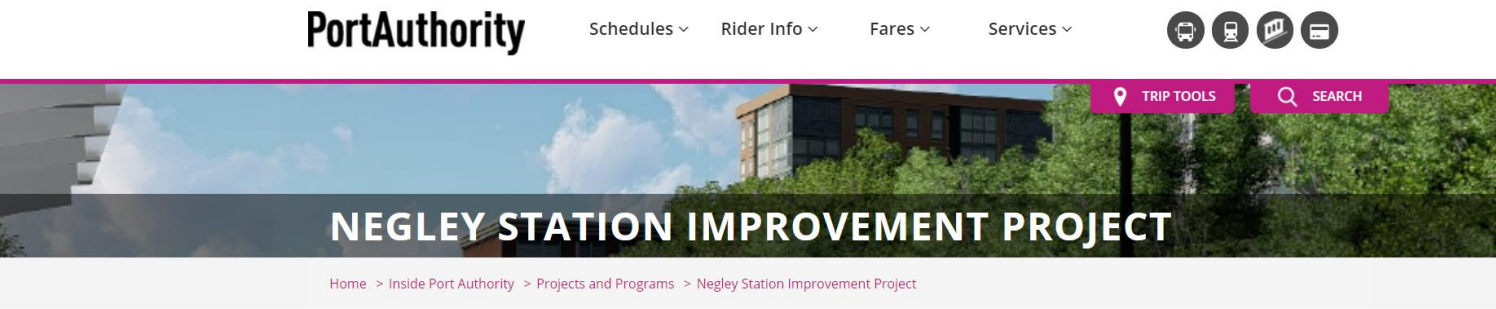 PortAuthority Schedules Rider Info Fares Services
TRIP TOOLS SEARCH
NEGLEY STATION IMPROVEMENT PROJECT
Home > Inside Port Authority > Projects and Programs > Negley Station Improvement Project